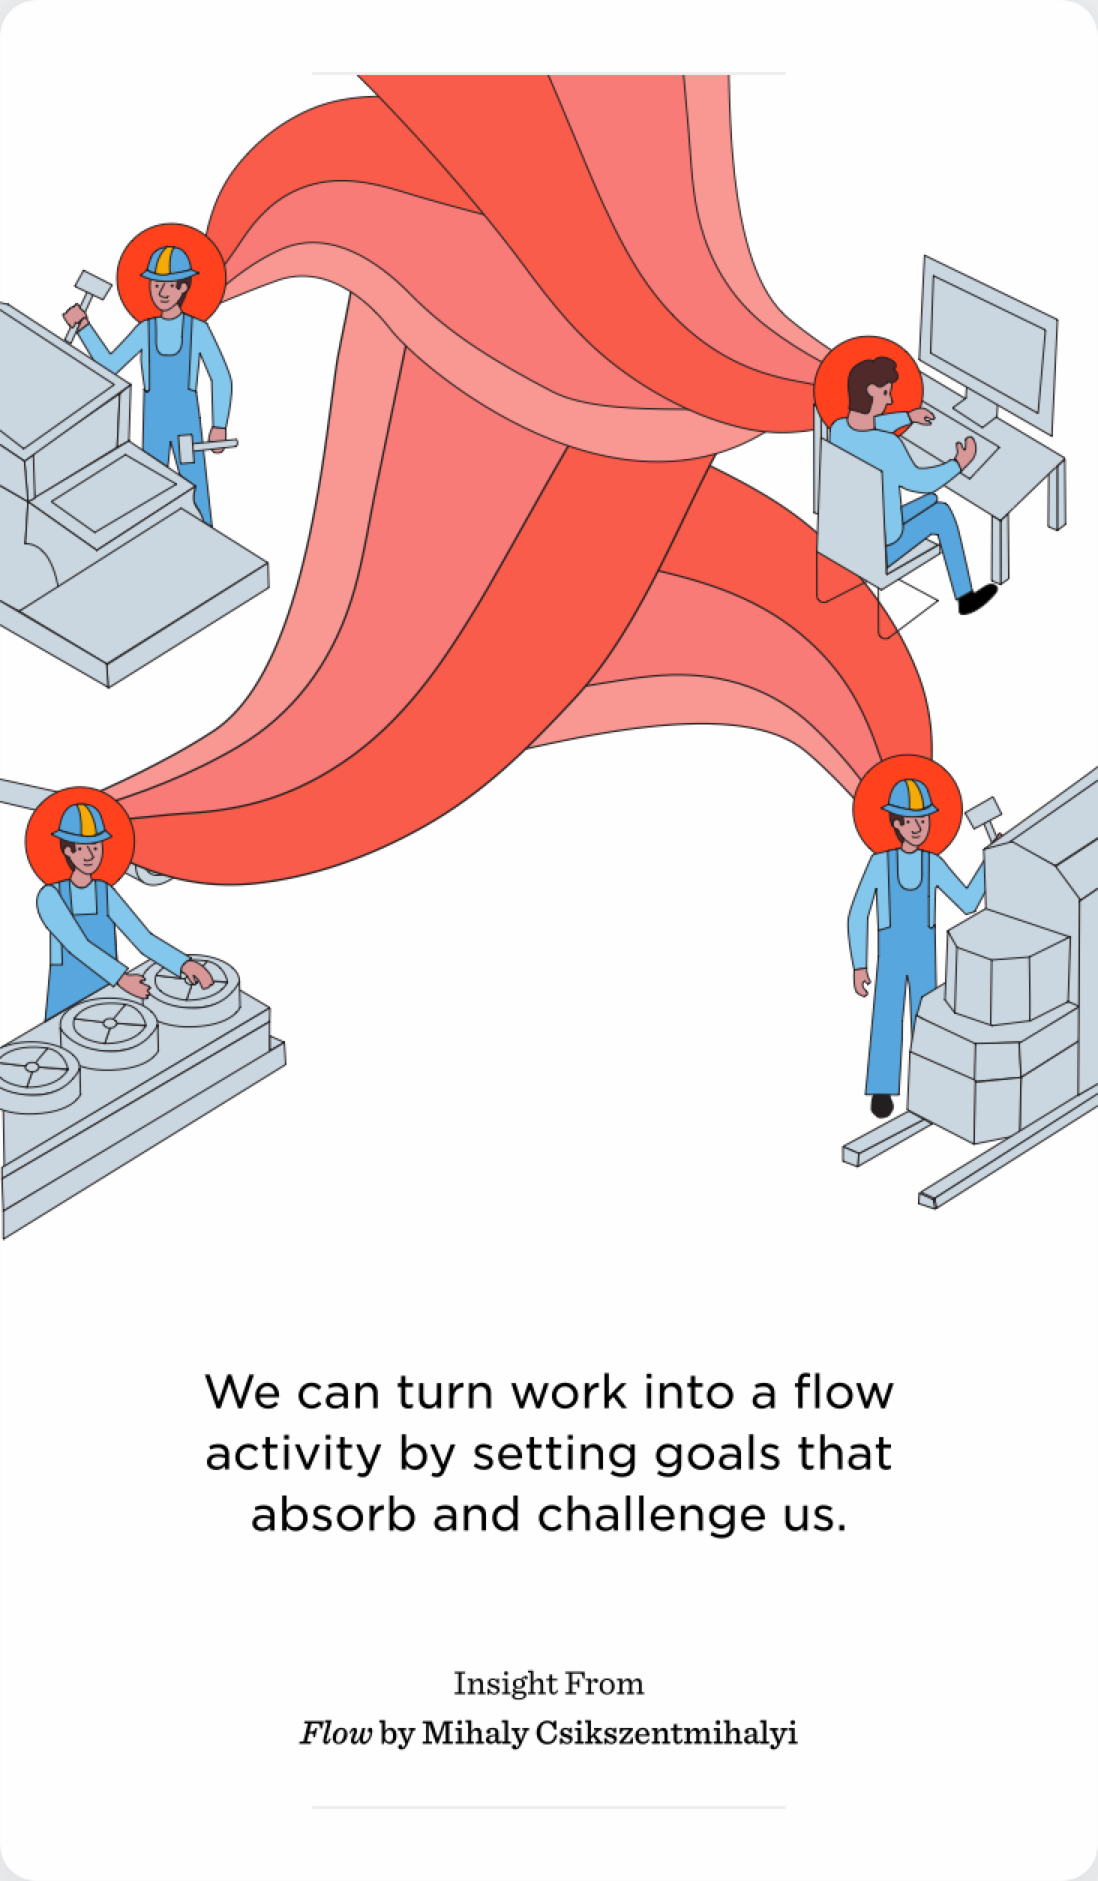 We can turn work into a flow
activity by setting goals that
absorb and challenge us.
Insight From
Flow by Mihaly Csikszentmihalyi